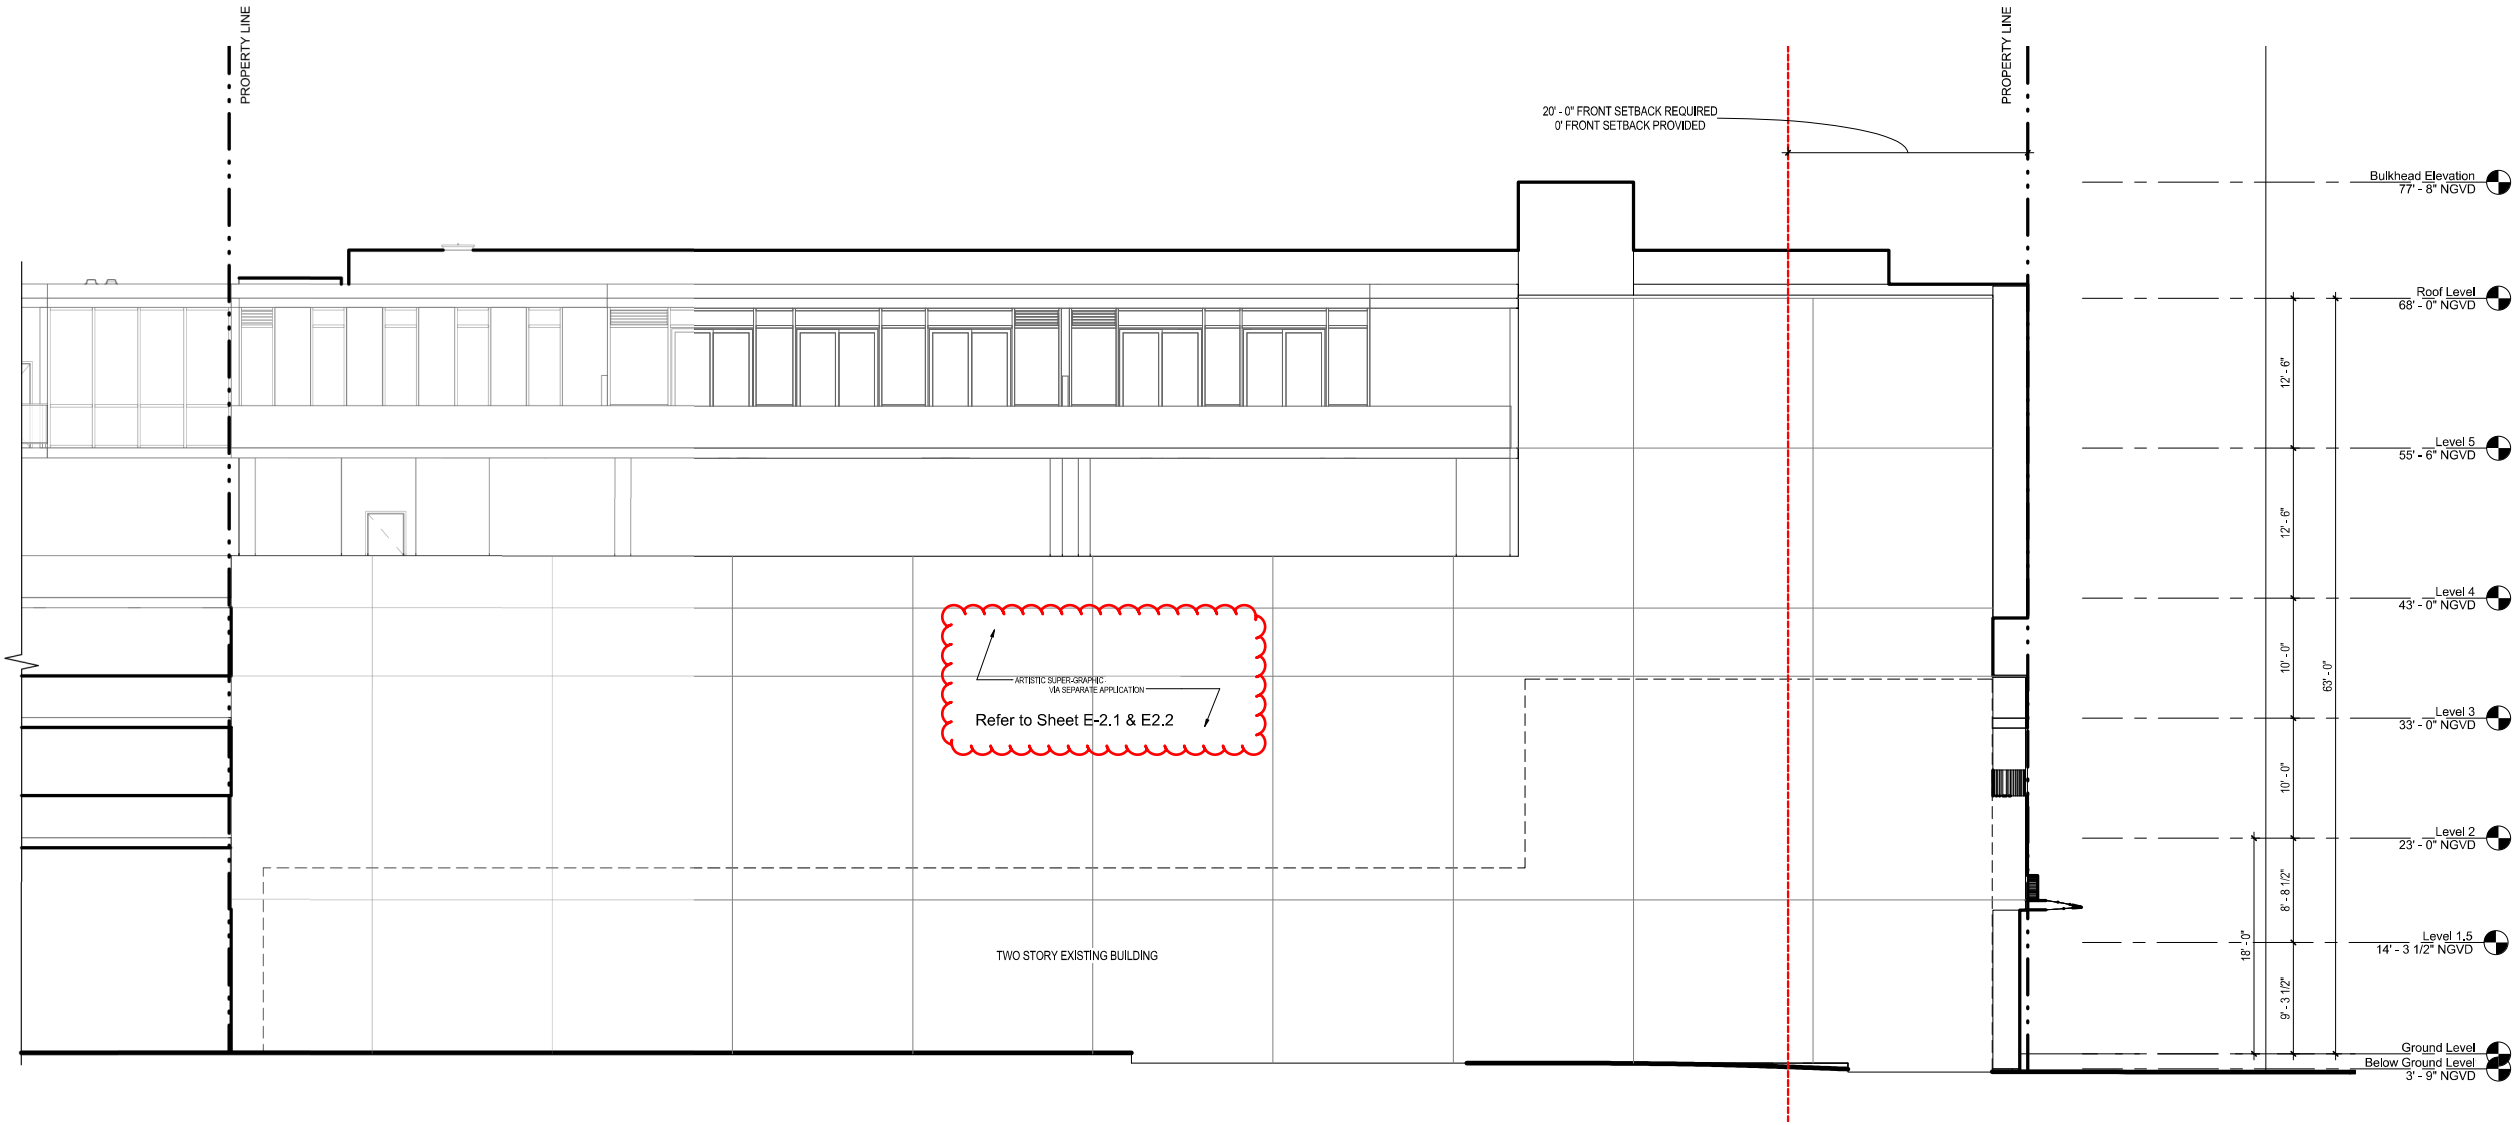 PROPERTY LINE
PROPERTY LINE
20' - 0" FRONT SETBACK REQUIRED
0' FRONT SETBACK PROVIDED
Bulkhead Elevation
77' - 8" NGVD
Roof Level
68' - 0" NGVD
12' - 6"
Level 5
55' - 6" NGVD
12' - 6"
Level 4
43' - 0" NGVD
10' - 0"
63' - 0"
ARTISTIC SUPER-GRAPHIC-
VIA SEPARATE APPLICATION
Refer to Sheet E-2.1 & E2.2
Level 3
33' - 0" NGVD
10' - 0"
Level 2
23' - 0" NGVD
8' - 8 1/2"
18' - 0"
TWO STORY EXISTING BUILDING
Level 1.5
14' - 3 1/2" NGVD
9' - 3 1/2"
Ground Level
Below Ground Level
3' - 9" NGVD